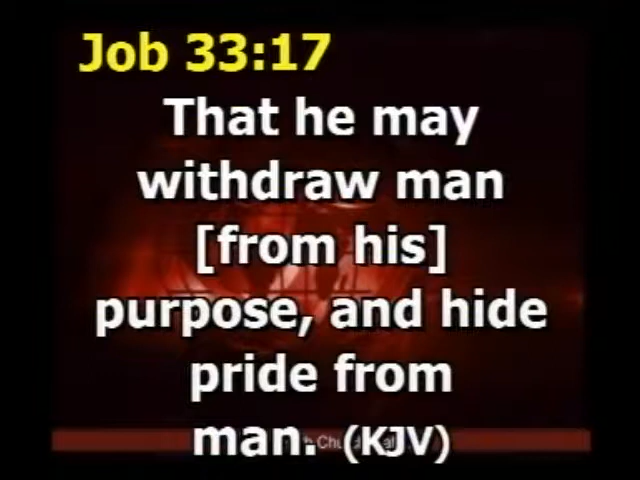 Job 33:17
That he may
withdraw man
[from his]
purpose, and hide
pride from
man. (KJV)